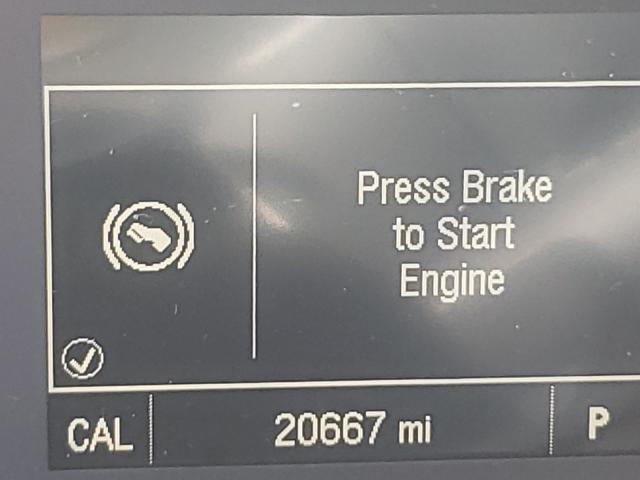 Press Brake
to Start
Engine
CAL
20667 mi
P